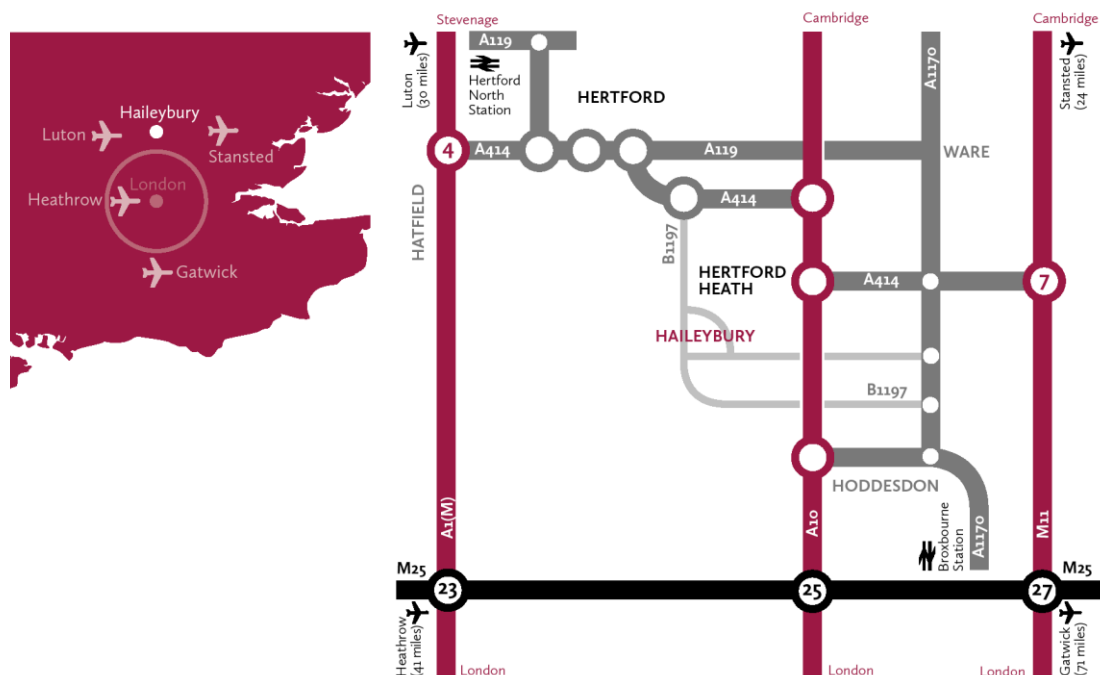 Haileybury
Luton
Stansted
London
Heathrow
Gatwick
Stevenage
Cambridge
Cambridge
Luton
(30 miles)
A119
Hertford
North
Station
HERTFORD
A1170
Stansted
(24 miles)
4
A414
A119
WARE
HATFIELD
A414
B1197
HERTFORD
HEATH
A414
7
HAILEYBURY
B1197
HODDESDON
A1(M)
A10
Broxbourne
Station
A1170
M11
M25
M25
23
25
27
Heathrow
(41 miles)
Gatwick
(71 miles)
London
London
London